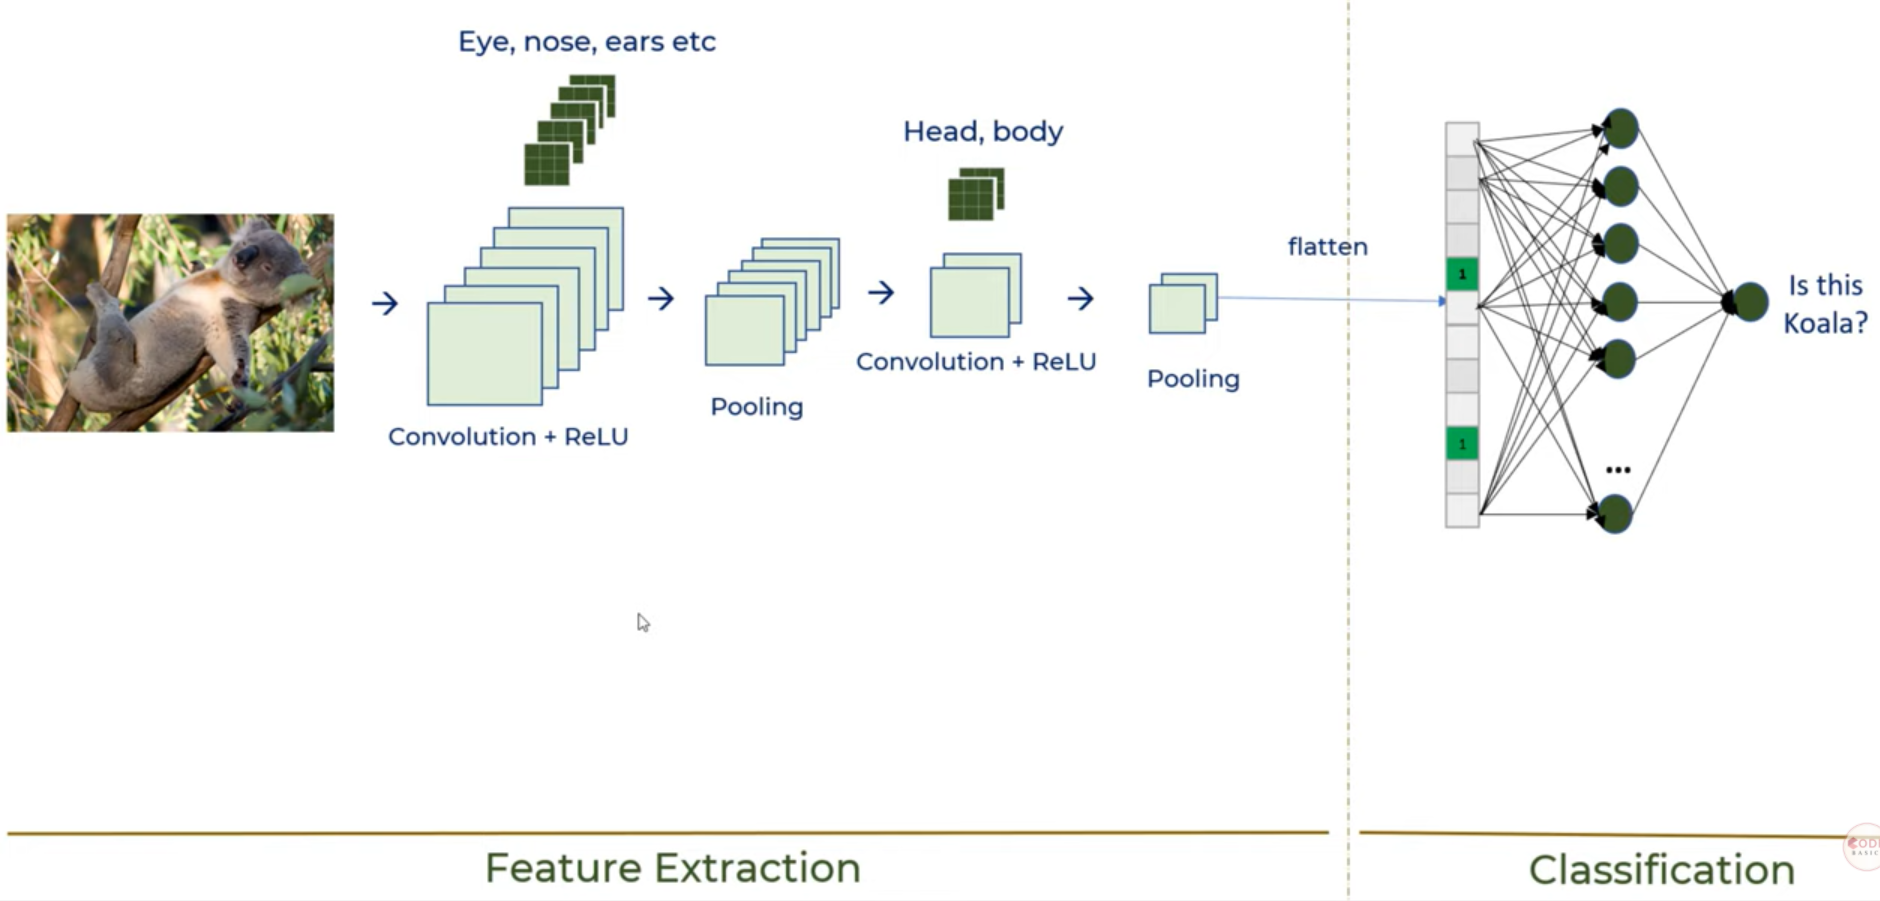 Eye, nose, ears etc
Head, body
flatten
1
Is this
Koala?
Convolution + ReLU
Pooling
Convolution + ReLU
Pooling
1
...
Feature Extraction
Classification